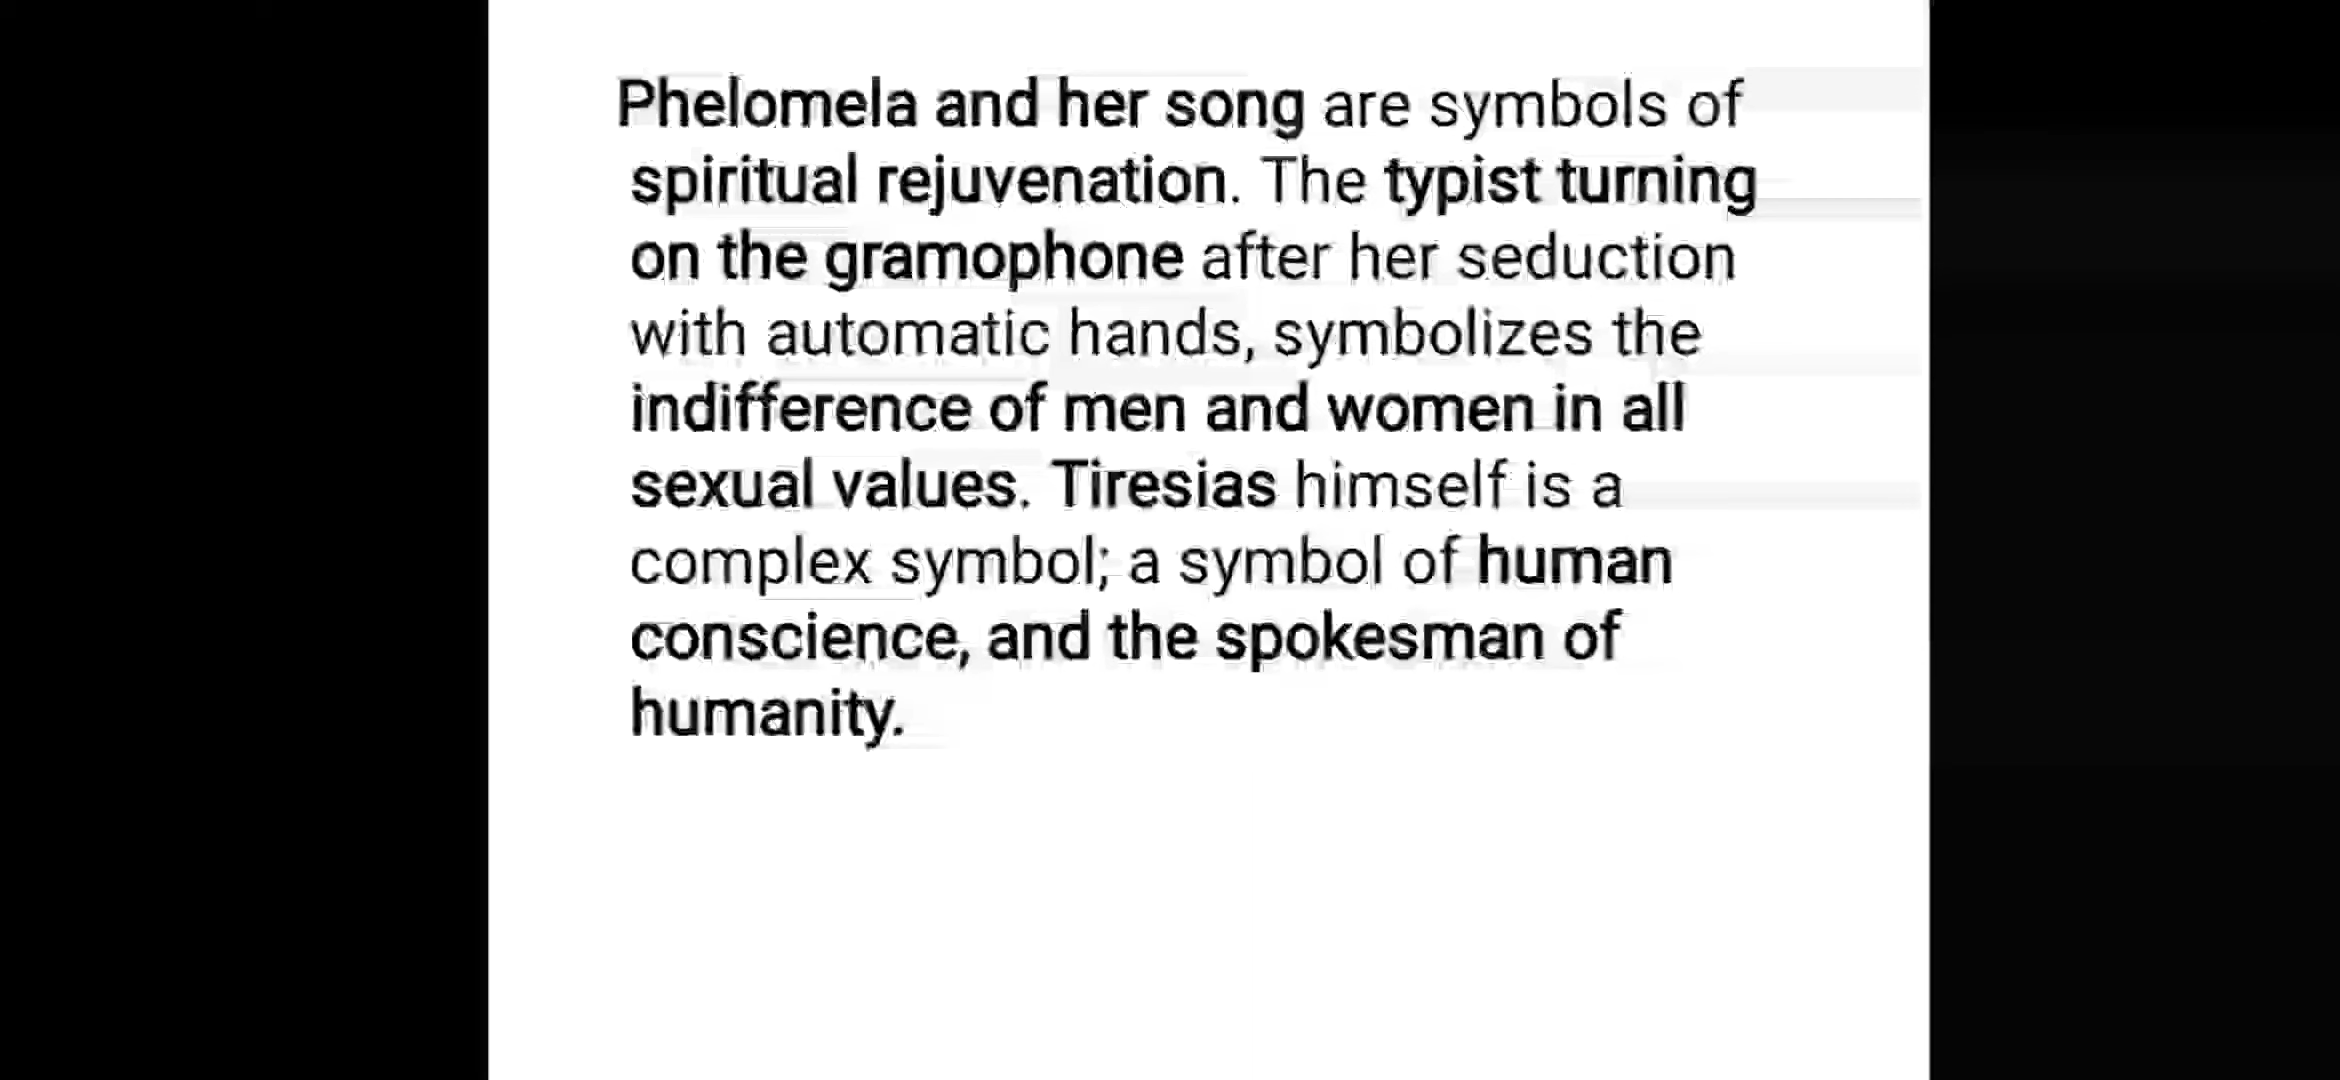 Phelomela and her song are symbols of
spiritual rejuvenation. The typist turning
on the gramophone after her seduction
with automatic hands, symbolizes the
indifference of men and women in all
sexual values. Tiresias himself is a
complex symbol; a symbol of human
conscience, and the spokesman of
humanity.